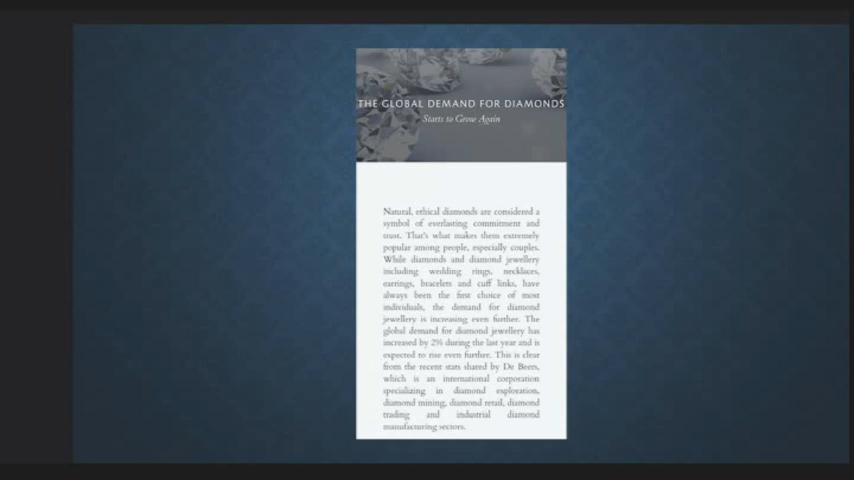 THE GLOBAL DEMAND FOR DIAMONDS
Starts to Grow Again
Natural, ethical diamonds are considered a
symbol of everlasting commitment and
trust. That's what makes them extremely
popular among people, especially couples.
While diamonds and diamond jewellery
including wedding rings, necklaces,
earrings, bracelets and cuff links, have
always been the first choice of most
individuals, the demand for diamond
jewellery is increasing even further. The
global demand for diamond jewellery has
increased by 2% during the last year and is
expected to rise even further. This is clear
from the recent stats shared by De Beers,
which is an international corporation
specializing in diamond exploration,
diamond mining, diamond retail, diamond
trading and industrial diamond
manufacturing sectors.